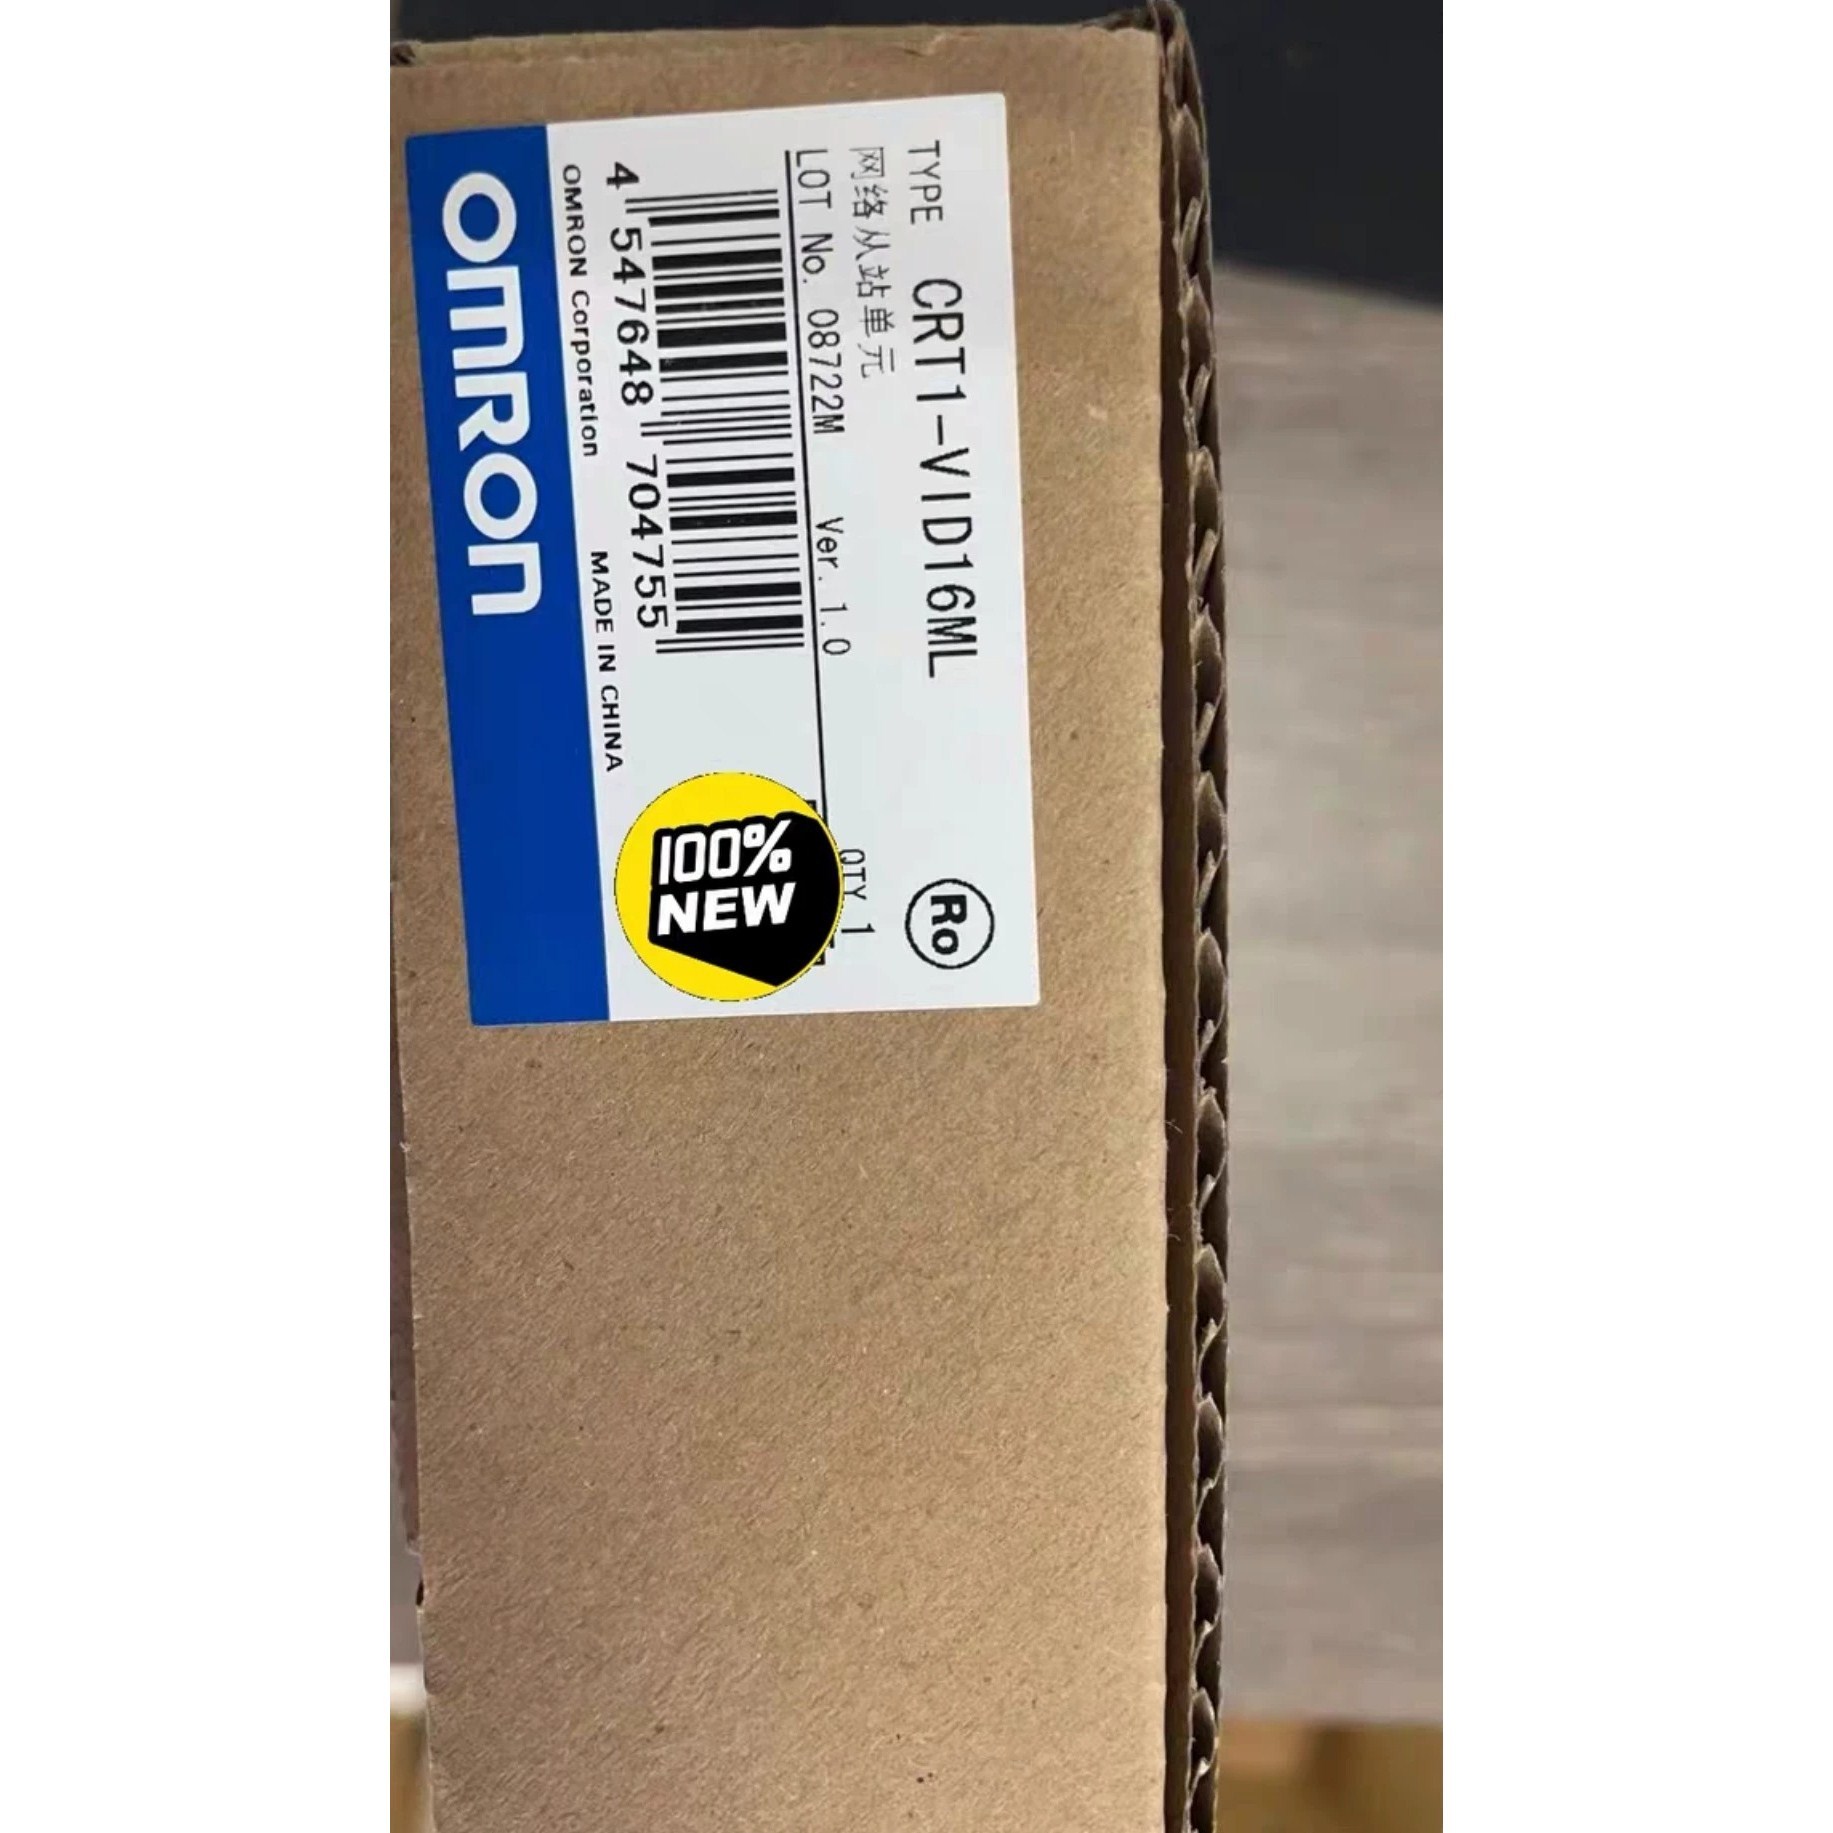 TYPE CRT1-VID16ML
网络从站单元
LOT No. 08722M Ver. 1.0 QTY 1
Ro
4 547648 704755
OMRON Corporation MADE IN CHINA
OMRON
100%
NEW